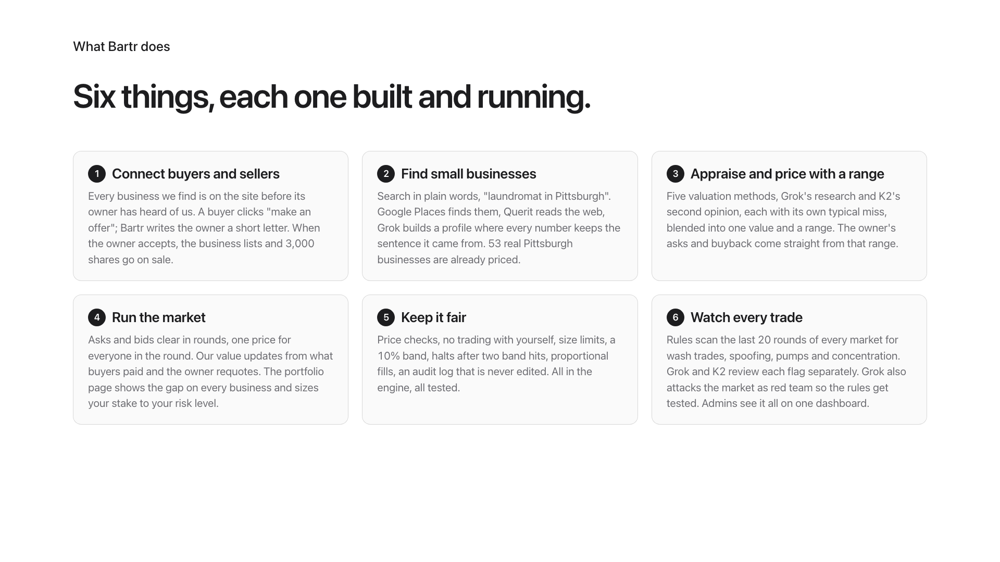 What Bartr does
Six things, each one built and running.
1 Connect buyers and sellers
Every business we find is on the site before its
owner has heard of us. A buyer clicks "make an
offer"; Bartr writes the owner a short letter. When
the owner accepts, the business lists and 3,000
shares go on sale.
2 Find small businesses
Search in plain words, "laundromat in Pittsburgh".
Google Places finds them, Querit reads the web,
Grok builds a profile where every number keeps the
sentence it came from. 53 real Pittsburgh
businesses are already priced.
3 Appraise and price with a range
Five valuation methods, Grok's research and K2's
second opinion, each with its own typical miss,
blended into one value and a range. The owner's
asks and buyback come straight from that range.
4 Run the market
Asks and bids clear in rounds, one price for
everyone in the round. Our value updates from what
buyers paid and the owner requotes. The portfolio
page shows the gap on every business and sizes
your stake to your risk level.
5 Keep it fair
Price checks, no trading with yourself, size limits, a
10% band, halts after two band hits, proportional
fills, an audit log that is never edited. All in the
engine, all tested.
6 Watch every trade
Rules scan the last 20 rounds of every market for
wash trades, spoofing, pumps and concentration.
Grok and K2 review each flag separately. Grok also
attacks the market as red team so the rules get
tested. Admins see it all on one dashboard.